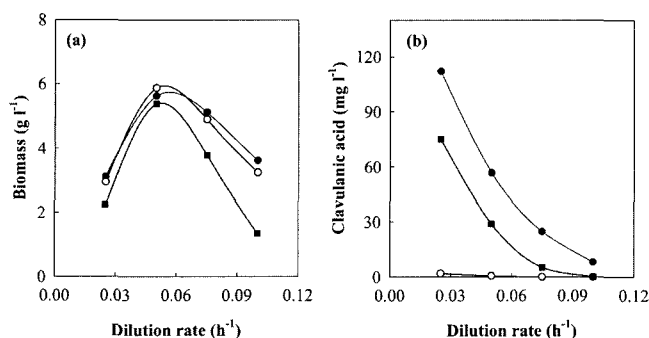 (a)
Biomass (g l⁻¹)
8
6
4
2
0
0.00 0.03 0.06 0.09 0.12
Dilution rate (h⁻¹)
(b)
Clavulanic acid (mg l⁻¹)
120
90
60
30
0
0.00 0.03 0.06 0.09 0.12
Dilution rate (h⁻¹)